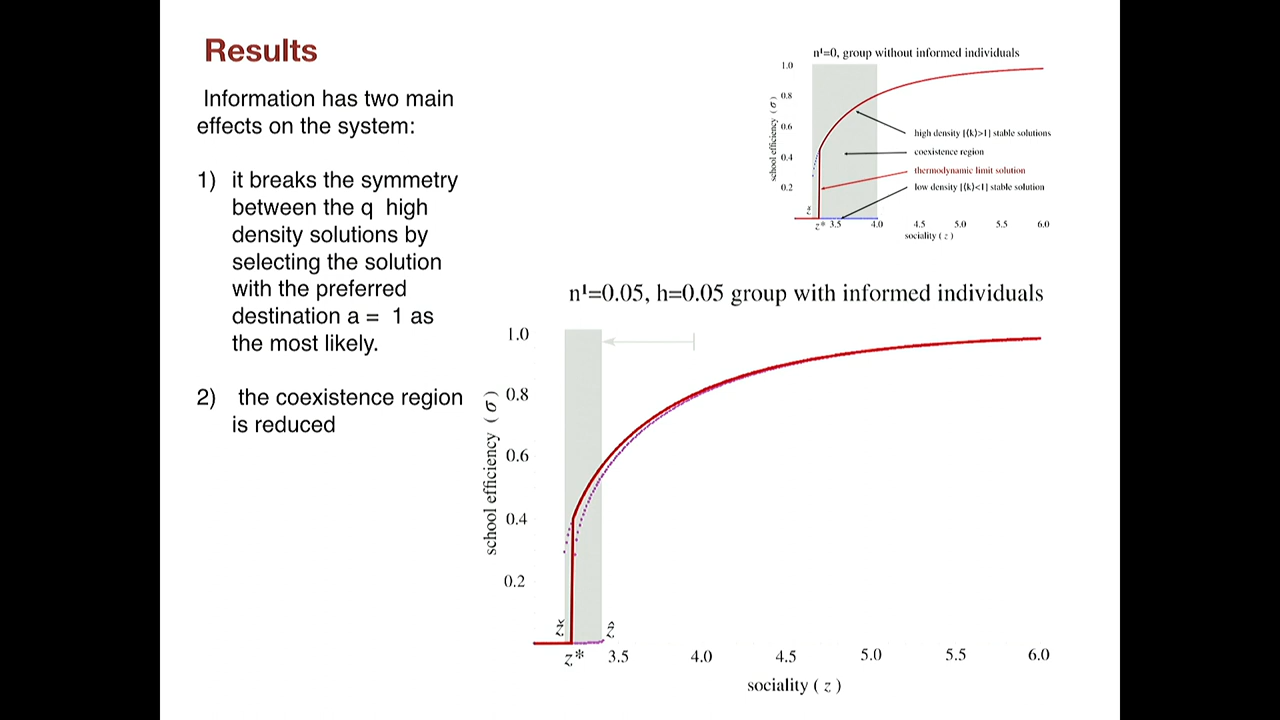 Results
Information has two main
effects on the system:
1) it breaks the symmetry
between the q high
density solutions by
selecting the solution
with the preferred
destination a = 1 as
the most likely.
2) the coexistence region
is reduced
nᴵ=0, group without informed individuals
1.0
0.8
0.6
0.4
0.2
school efficiency ( σ )
high density [⟨k⟩>1] stable solutions
coexistence region
thermodynamic limit solution
low density [⟨k⟩<1] stable solution
ž
z* 3.5 4.0 4.5 5.0 5.5 6.0
sociality ( z )
nᴵ=0.05, h=0.05 group with informed individuals
1.0
0.8
0.6
0.4
0.2
school efficiency ( σ )
ž ẑ
z* 3.5 4.0 4.5 5.0 5.5 6.0
sociality ( z )